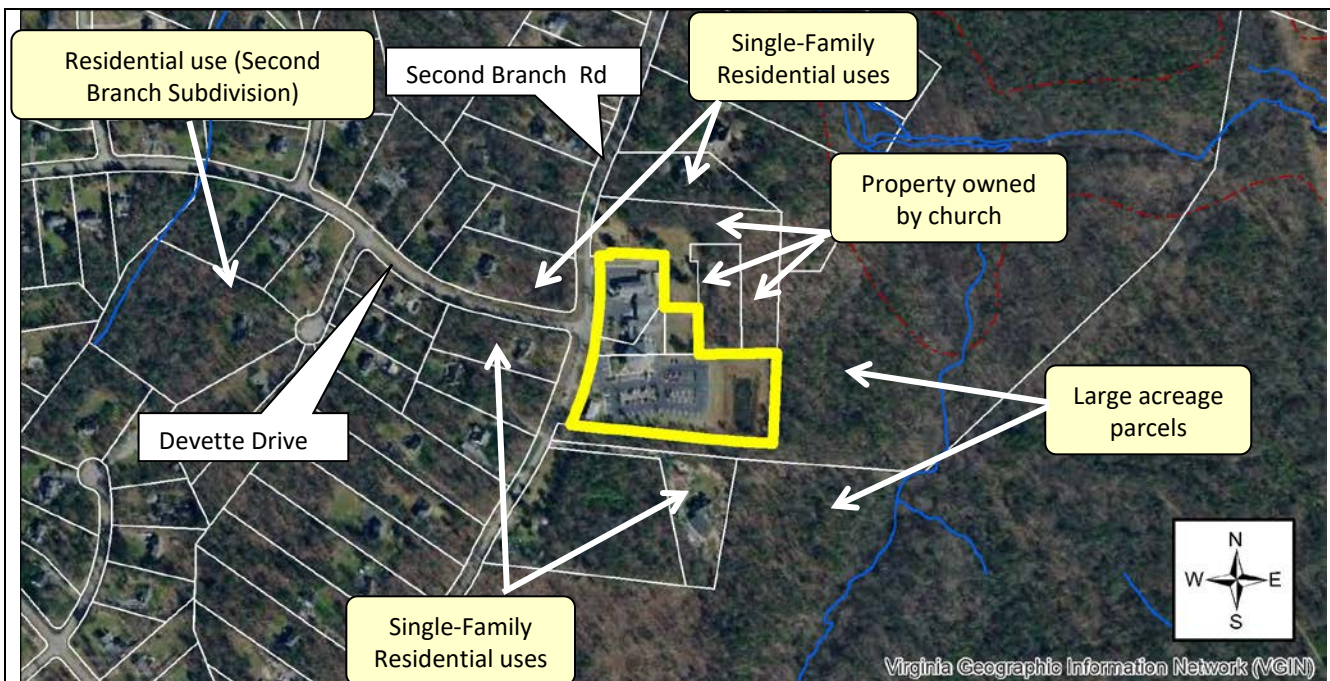 Residential use (Second
Branch Subdivision)
Second Branch Rd
Single-Family
Residential uses
Property owned
by church
Large acreage
parcels
Devette Drive
Single-Family
Residential uses
N
W E
S
Virginia Geographic Information Network (VGIN)